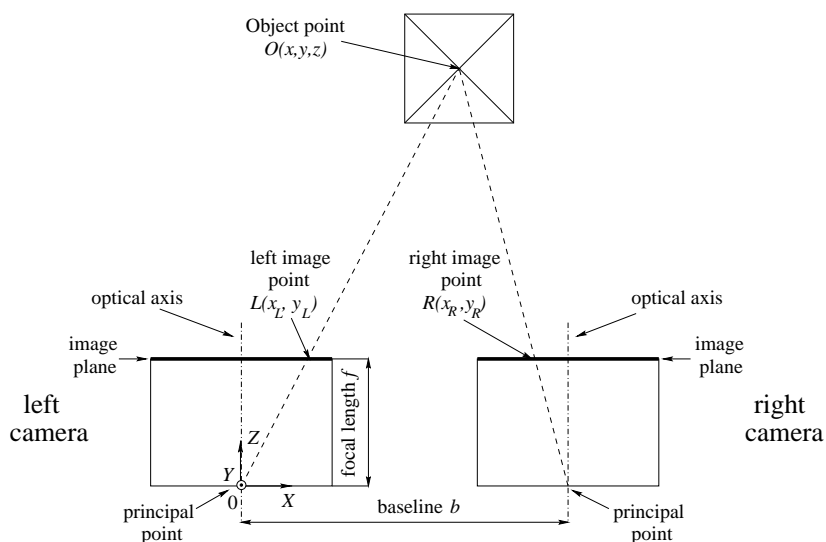 Object point
O(x,y,z)
left image
point
L(x_L, y_L)
right image
point
R(x_R, y_R)
optical axis
optical axis
image
plane
image
plane
left
camera
right
camera
focal length f
Z
Y
0
X
principal
point
baseline b
principal
point